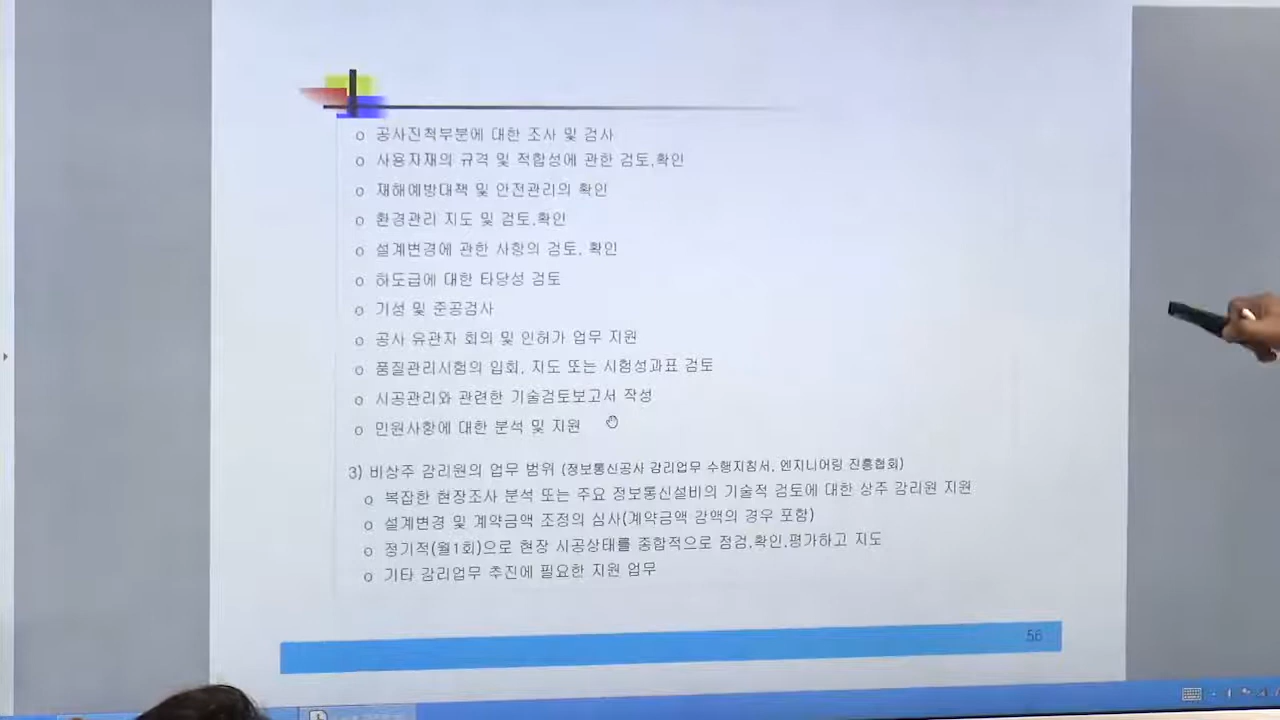 o 공사진척부분에 대한 조사 및 검사
o 사용자재의 규격 및 적합성에 관한 검토.확인
o 재해예방대책 및 안전관리의 확인
o 환경관리 지도 및 검토.확인
o 설계변경에 관한 사항의 검토, 확인
o 하도급에 대한 타당성 검토
o 기성 및 준공검사
o 공사 유관자 회의 및 인허가 업무 지원
o 품질관리시험의 입회, 지도 또는 시험성과표 검토
o 시공관리와 관련한 기술검토보고서 작성
o 민원사항에 대한 분석 및 지원
3) 비상주 감리원의 업무 범위 (정보통신공사 감리업무 수행지침서, 엔지니어링 진흥협회)
o 복잡한 현장조사 분석 또는 주요 정보통신설비의 기술적 검토에 대한 상주 감리원 지원
o 설계변경 및 계약금액 조정의 심사(계약금액 감액의 경우 포함)
o 정기적(월1회)으로 현장 시공상태를 종합적으로 점검.확인.평가하고 지도
o 기타 감리업무 추진에 필요한 지원 업무
56